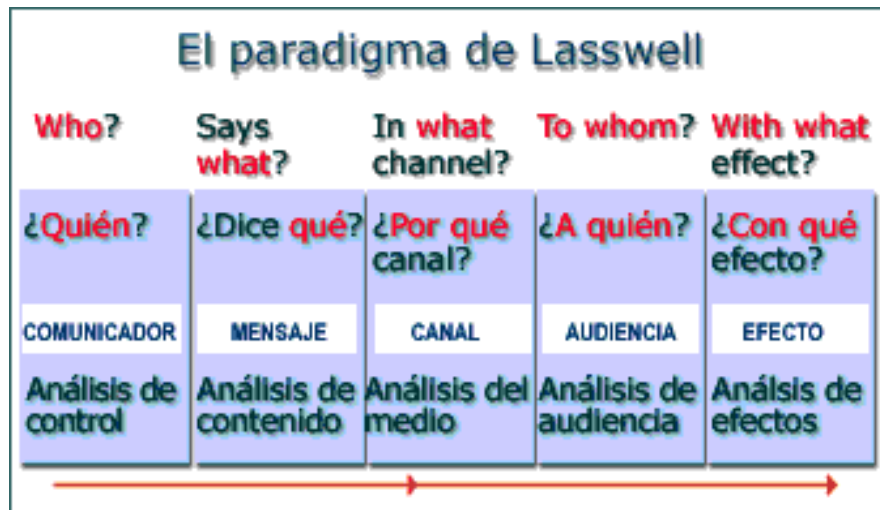 El paradigma de Lasswell
Who?
Says
what?
In what
channel?
To whom?
With what
effect?
¿Quién?
¿Dice qué?
¿Por qué
canal?
¿A quién?
¿Con qué
efecto?
COMUNICADOR
MENSAJE
CANAL
AUDIENCIA
EFECTO
Análisis de
control
Análisis de
contenido
Análisis del
medio
Análisis de
audiencia
Análsis de
efectos